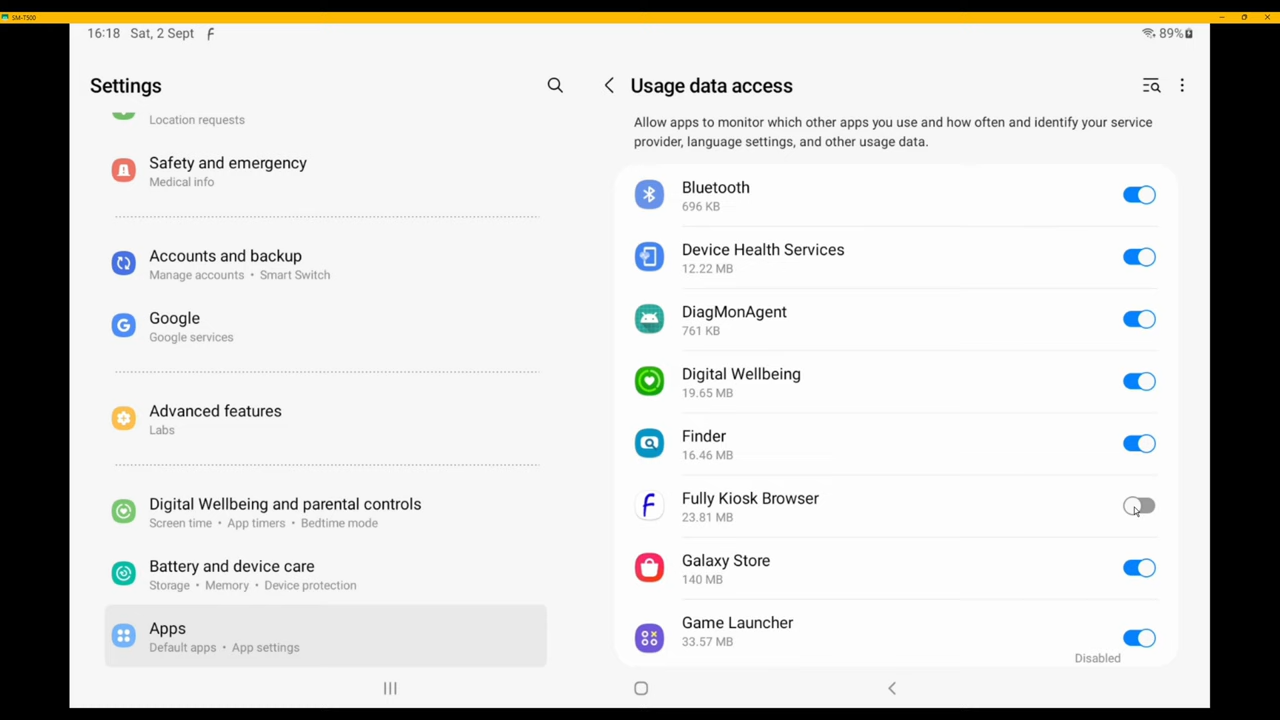 SM-T500
16:18 Sat, 2 Sept
89%
Settings
Location requests
Safety and emergency
Medical info
Accounts and backup
Manage accounts • Smart Switch
Google
Google services
Advanced features
Labs
Digital Wellbeing and parental controls
Screen time • App timers • Bedtime mode
Battery and device care
Storage • Memory • Device protection
Apps
Default apps • App settings
Usage data access
Allow apps to monitor which other apps you use and how often and identify your service
provider, language settings, and other usage data.
Bluetooth
696 KB
Device Health Services
12.22 MB
DiagMonAgent
761 KB
Digital Wellbeing
19.65 MB
Finder
16.46 MB
Fully Kiosk Browser
23.81 MB
Galaxy Store
140 MB
Game Launcher
33.57 MB
Disabled